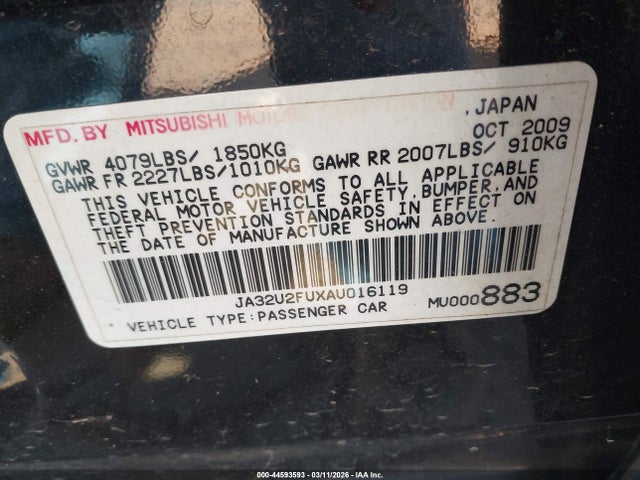 MFD. BY MITSUBISHI MOTORS CORPORATION, JAPAN
OCT 2009
GVWR 4079LBS/ 1850KG
GAWR FR 2227LBS/1010KG GAWR RR 2007LBS/ 910KG
THIS VEHICLE CONFORMS TO ALL APPLICABLE
FEDERAL MOTOR VEHICLE SAFETY, BUMPER, AND
THEFT PREVENTION STANDARDS IN EFFECT ON
THE DATE OF MANUFACTURE SHOWN ABOVE.
JA32U2FUXAU016119
MU000883
VEHICLE TYPE: PASSENGER CAR
000-44593593 - 03/11/2026 - IAA Inc.